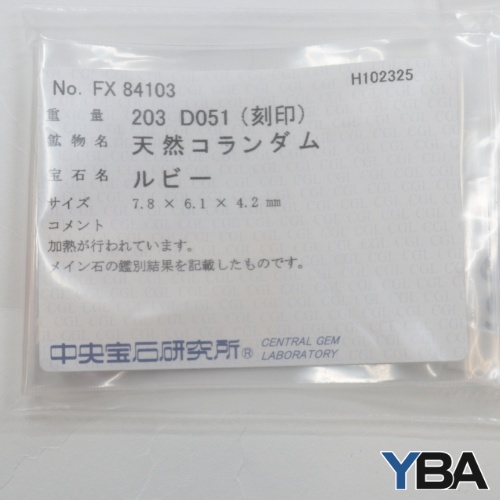 No. FX 84103
H102325
重量 203 D051 (刻印)
鉱物名 天然コランダム
宝石名 ルビー
サイズ 7.8 × 6.1 × 4.2 mm
コメント
加熱が行われています。
メイン石の鑑別結果を記載したものです。
中央宝石研究所® CENTRAL GEM
LABORATORY
YBA